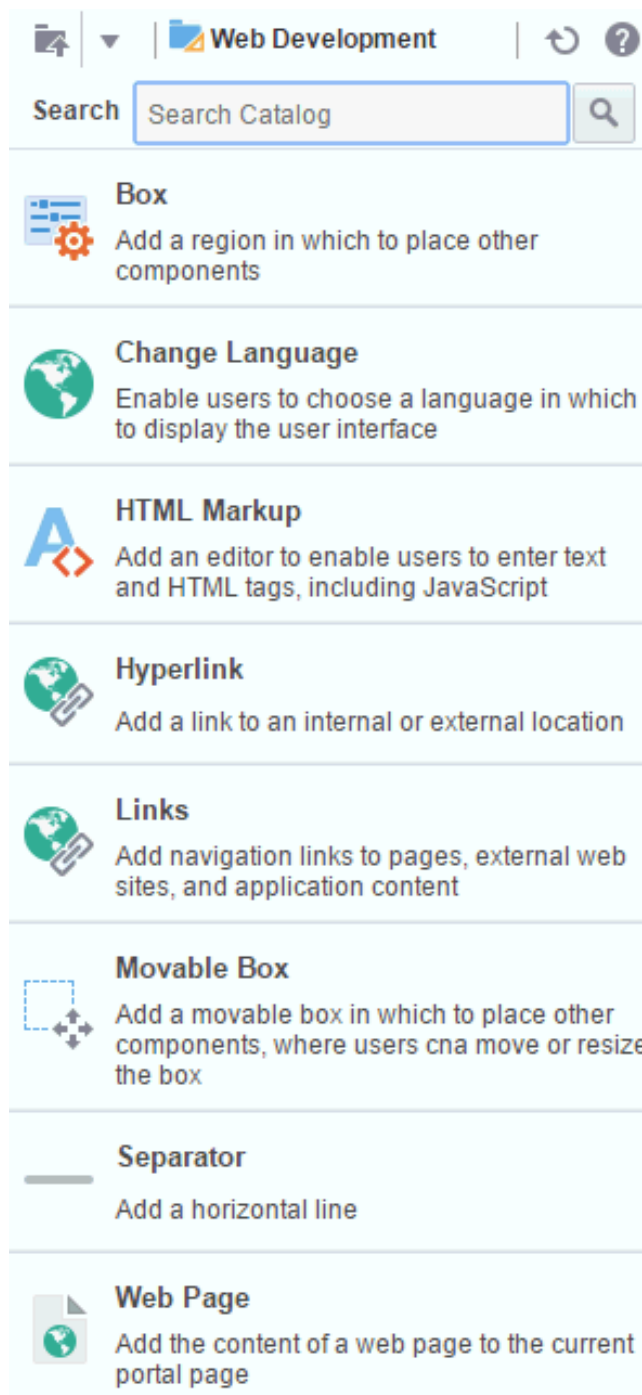 Web Development
Search Search Catalog
Box
Add a region in which to place other
components
Change Language
Enable users to choose a language in which
to display the user interface
HTML Markup
Add an editor to enable users to enter text
and HTML tags, including JavaScript
Hyperlink
Add a link to an internal or external location
Links
Add navigation links to pages, external web
sites, and application content
Movable Box
Add a movable box in which to place other
components, where users cna move or resize
the box
Separator
Add a horizontal line
Web Page
Add the content of a web page to the current
portal page